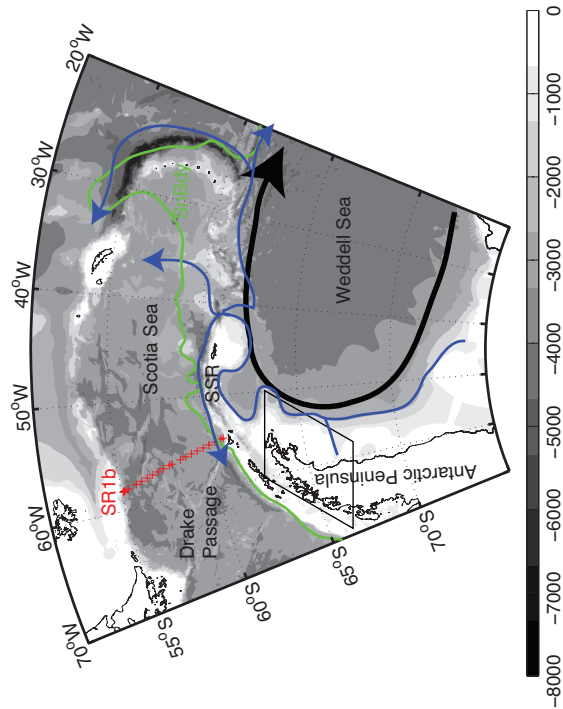 20°W
30°W
40°W
50°W
60°W
70°W
55°S
60°S
65°S
70°S
SR1b
Drake
Passage
Scotia Sea
SSR
SnBdy
Weddell Sea
Antarctic Peninsula
0
−1000
−2000
−3000
−4000
−5000
−6000
−7000
−8000